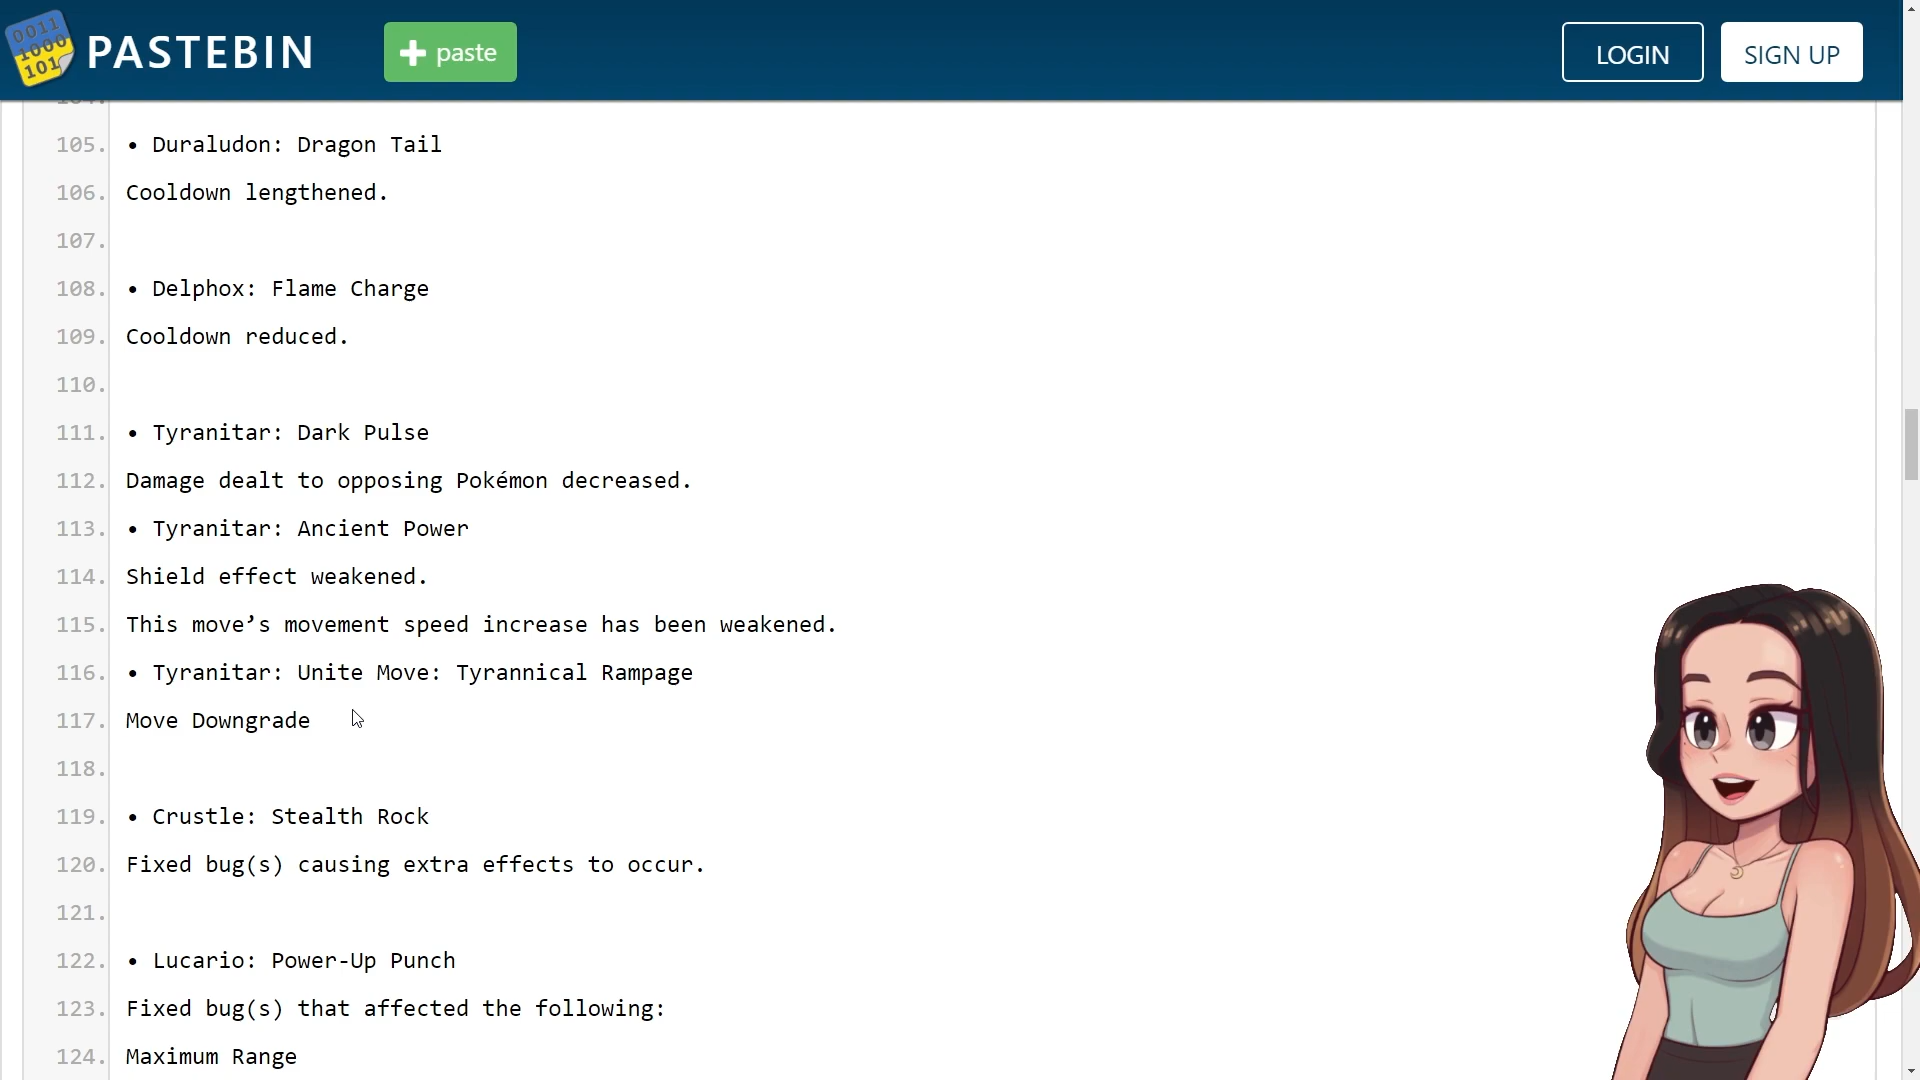 0011
1000
101
PASTEBIN
paste
LOGIN
SIGN UP
105. • Duraludon: Dragon Tail
106. Cooldown lengthened.
107.
108. • Delphox: Flame Charge
109. Cooldown reduced.
110.
111. • Tyranitar: Dark Pulse
112. Damage dealt to opposing Pokémon decreased.
113. • Tyranitar: Ancient Power
114. Shield effect weakened.
115. This move’s movement speed increase has been weakened.
116. • Tyranitar: Unite Move: Tyrannical Rampage
117. Move Downgrade
118.
119. • Crustle: Stealth Rock
120. Fixed bug(s) causing extra effects to occur.
121.
122. • Lucario: Power-Up Punch
123. Fixed bug(s) that affected the following:
124. Maximum Range